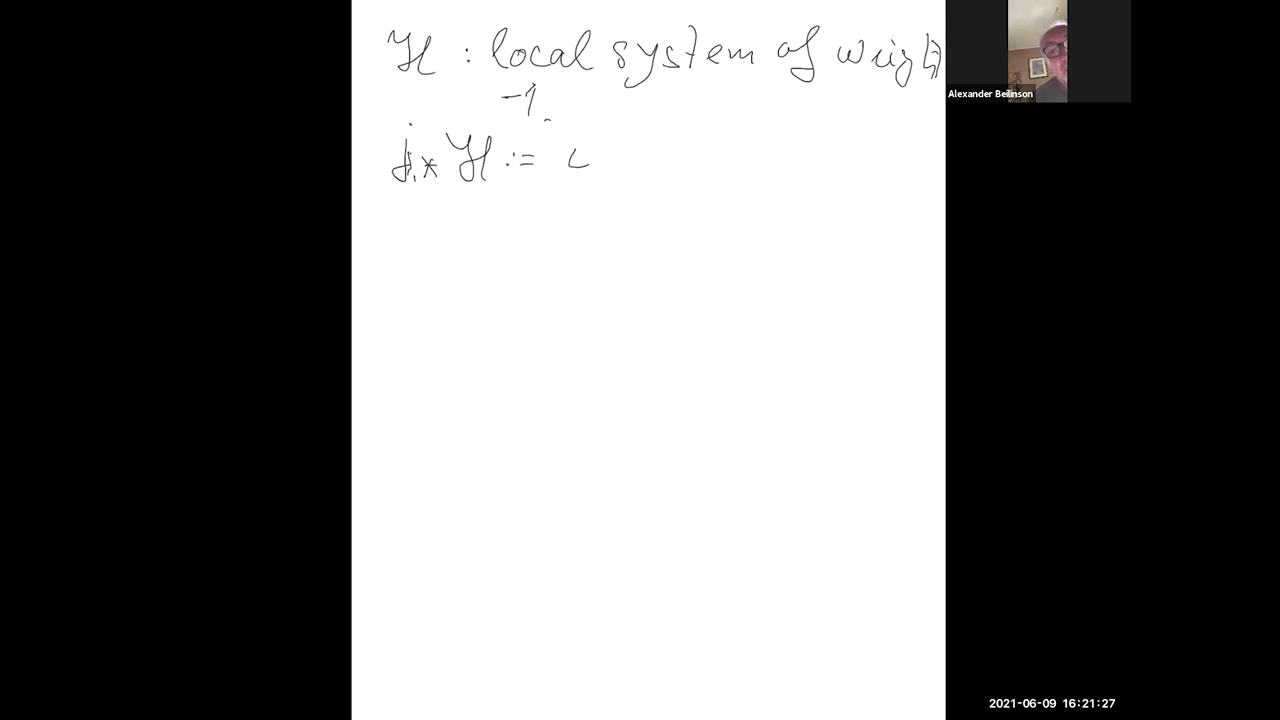 ℋ : local system of weight
-1
j!* ℋ :=
Alexander Beilinson
2021-06-09 16:21:27